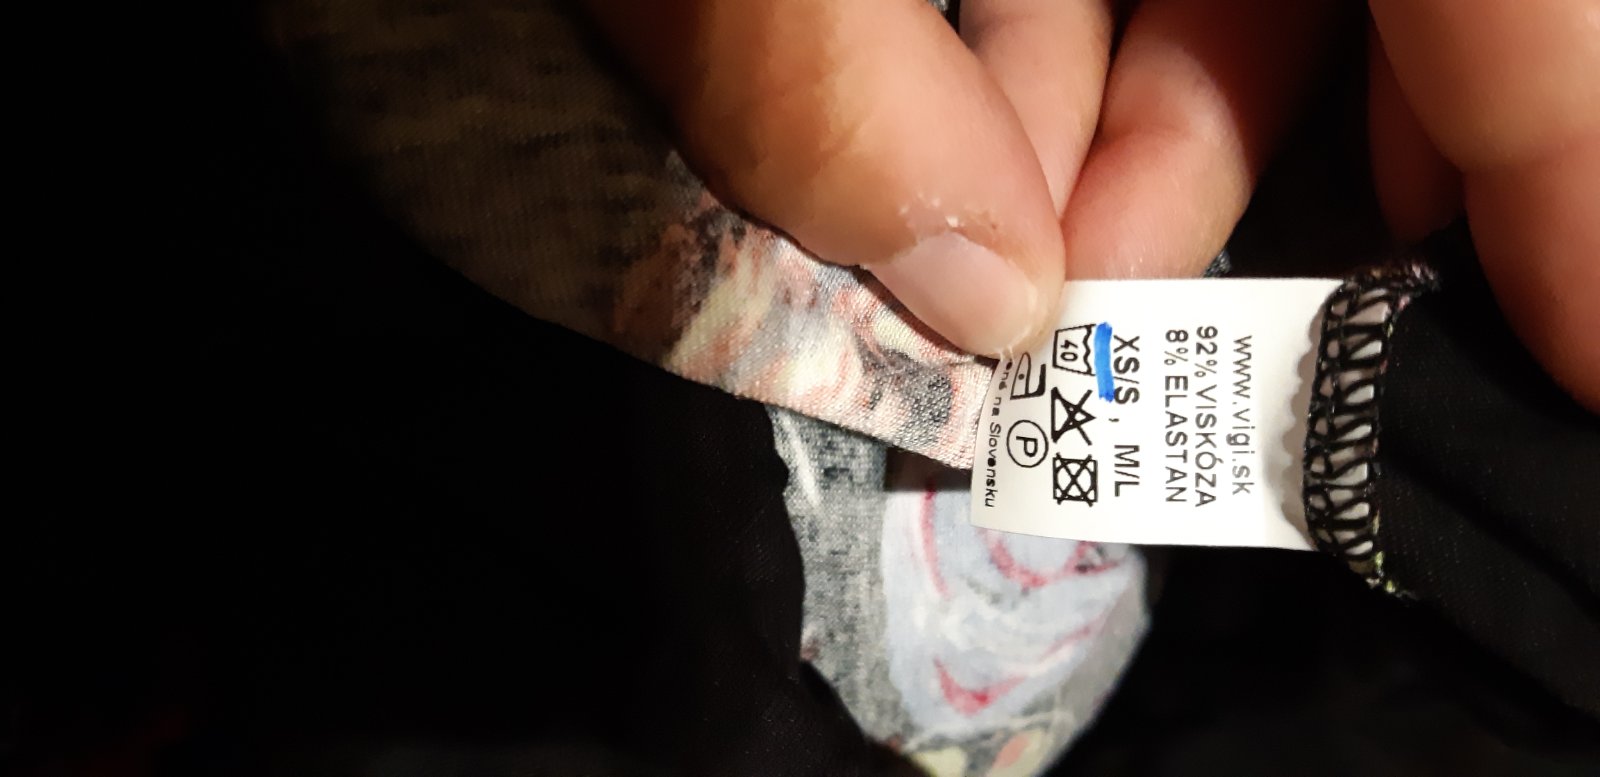 www.vigi.sk
92% VISKÓZA
8% ELASTAN
XS/S, M/L
40
P
na Slovensku